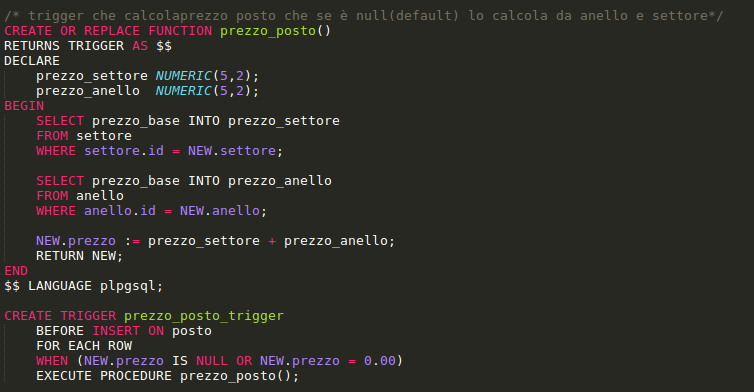 /* trigger che calcolaprezzo posto che se è null(default) lo calcola da anello e settore*/
CREATE OR REPLACE FUNCTION prezzo_posto()
RETURNS TRIGGER AS $$
DECLARE
    prezzo_settore NUMERIC(5,2);
    prezzo_anello  NUMERIC(5,2);
BEGIN
    SELECT prezzo_base INTO prezzo_settore
    FROM settore
    WHERE settore.id = NEW.settore;

    SELECT prezzo_base INTO prezzo_anello
    FROM anello
    WHERE anello.id = NEW.anello;

    NEW.prezzo := prezzo_settore + prezzo_anello;
    RETURN NEW;
END
$$ LANGUAGE plpgsql;

CREATE TRIGGER prezzo_posto_trigger
    BEFORE INSERT ON posto
    FOR EACH ROW
    WHEN (NEW.prezzo IS NULL OR NEW.prezzo = 0.00)
    EXECUTE PROCEDURE prezzo_posto();